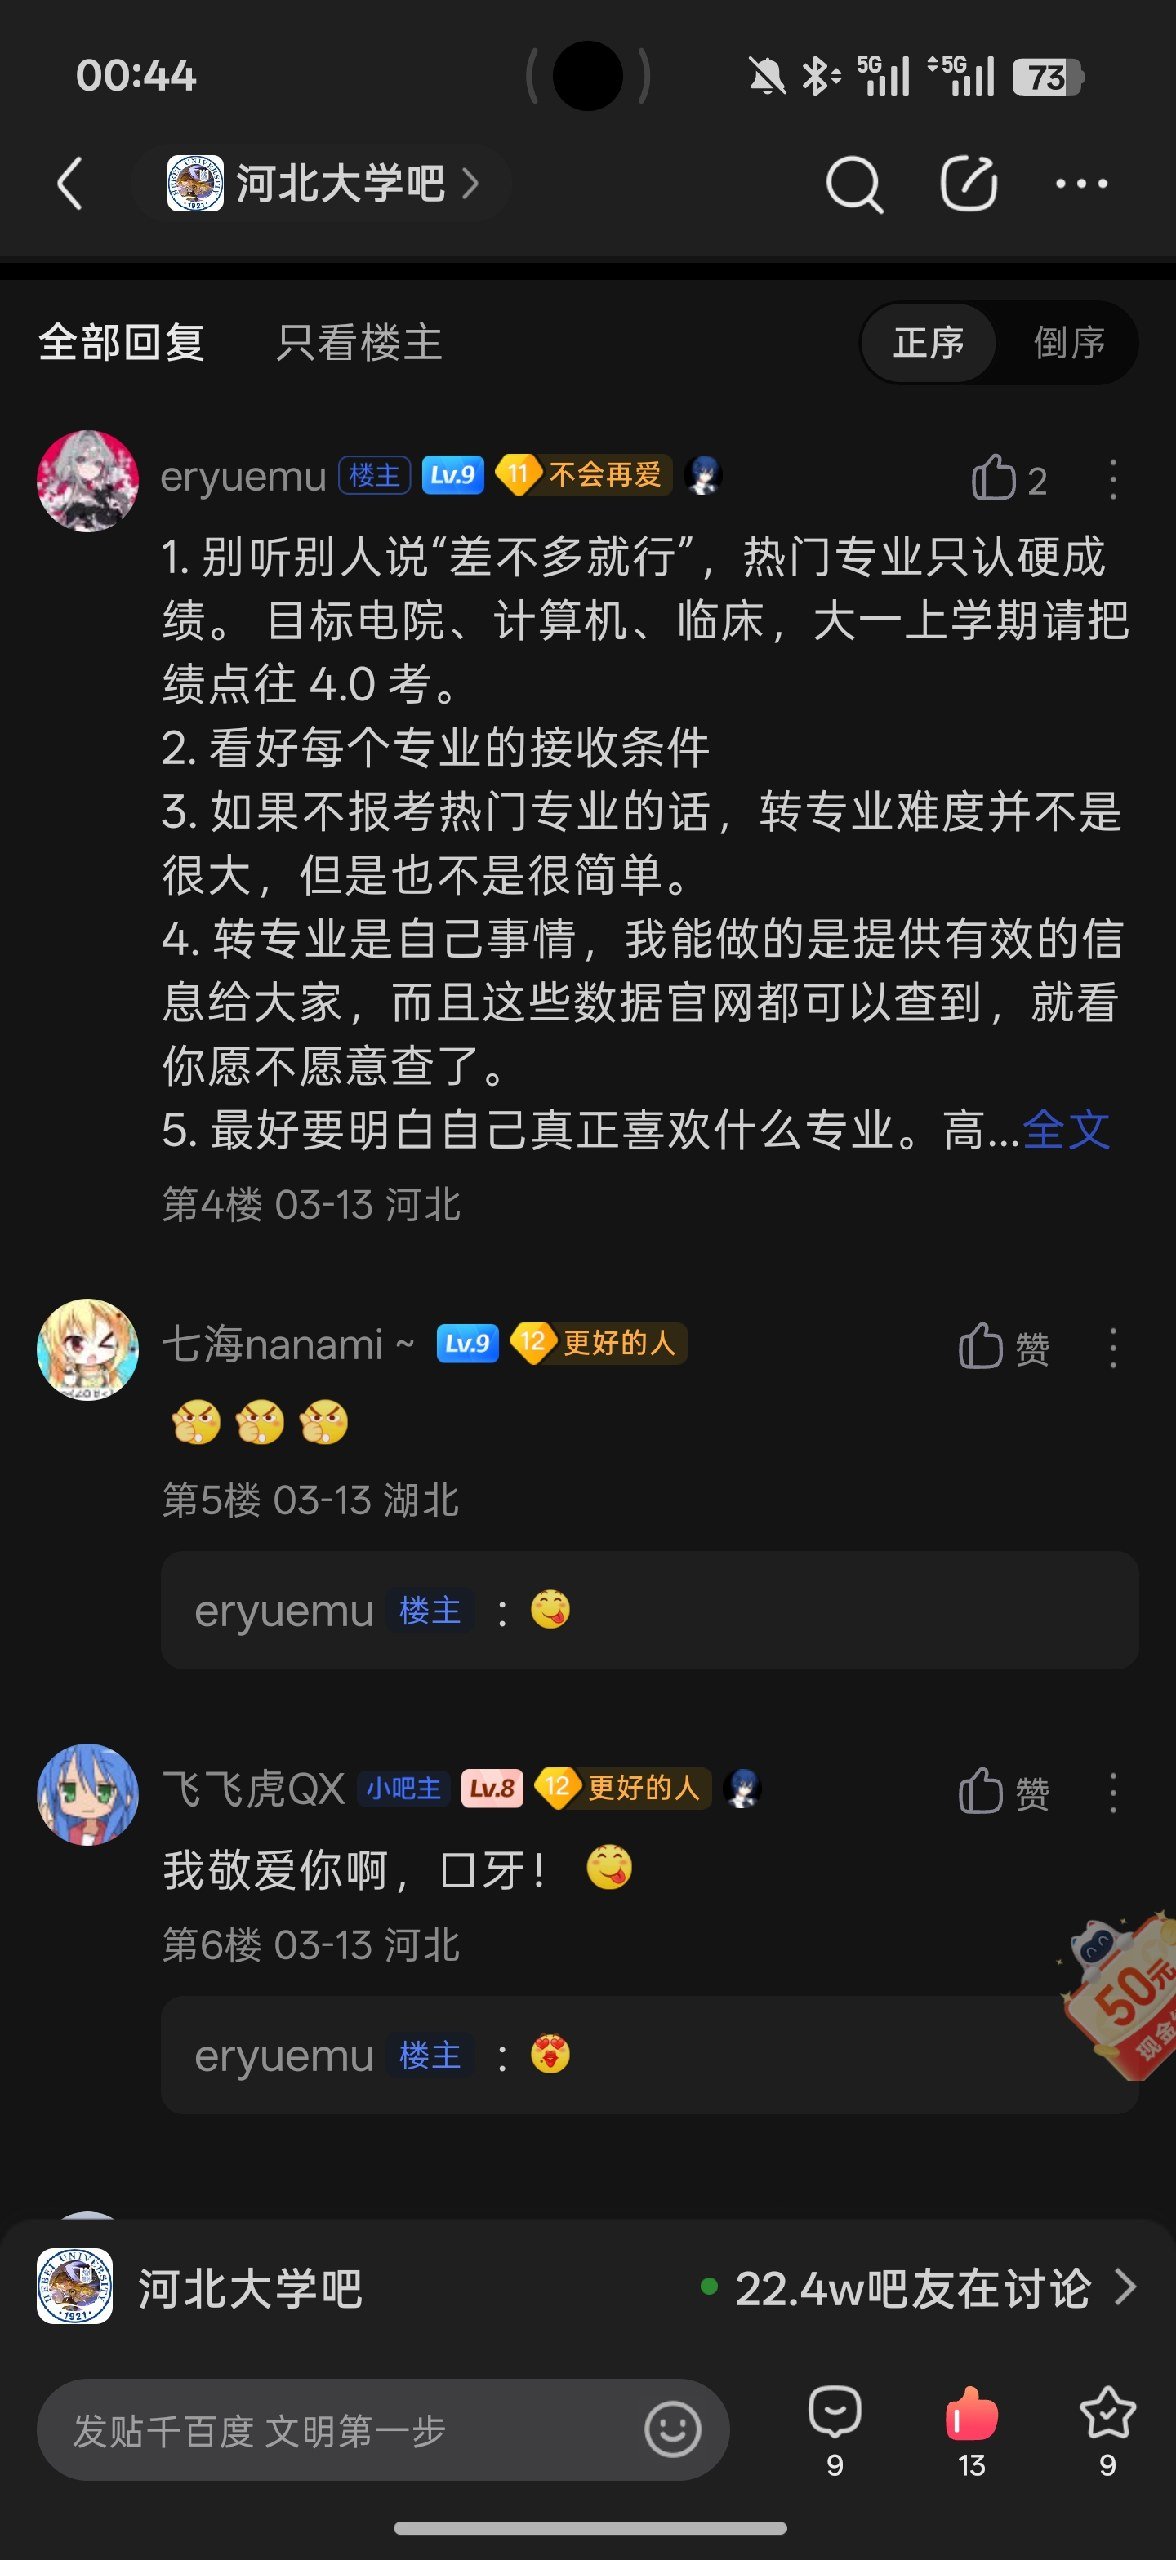 00:44
5G 5G 73
河北大学吧
全部回复 只看楼主 正序 倒序
eryuemu 楼主 Lv.9 11 不会再爱 2
1. 别听别人说“差不多就行”，热门专业只认硬成
绩。 目标电院、计算机、临床，大一上学期请把
绩点往 4.0 考。
2. 看好每个专业的接收条件
3. 如果不报考热门专业的话，转专业难度并不是
很大，但是也不是很简单。
4. 转专业是自己事情，我能做的是提供有效的信
息给大家，而且这些数据官网都可以查到，就看
你愿不愿意查了。
5. 最好要明白自己真正喜欢什么专业。高...全文
第4楼 03-13 河北
七海nanami ~ Lv.9 12 更好的人 赞
第5楼 03-13 湖北
eryuemu 楼主 ：
飞飞虎QX 小吧主 Lv.8 12 更好的人 赞
我敬爱你啊，口牙！
第6楼 03-13 河北
eryuemu 楼主 ：
50元
现金
河北大学吧 22.4w吧友在讨论
发贴千百度 文明第一步
9 13 9